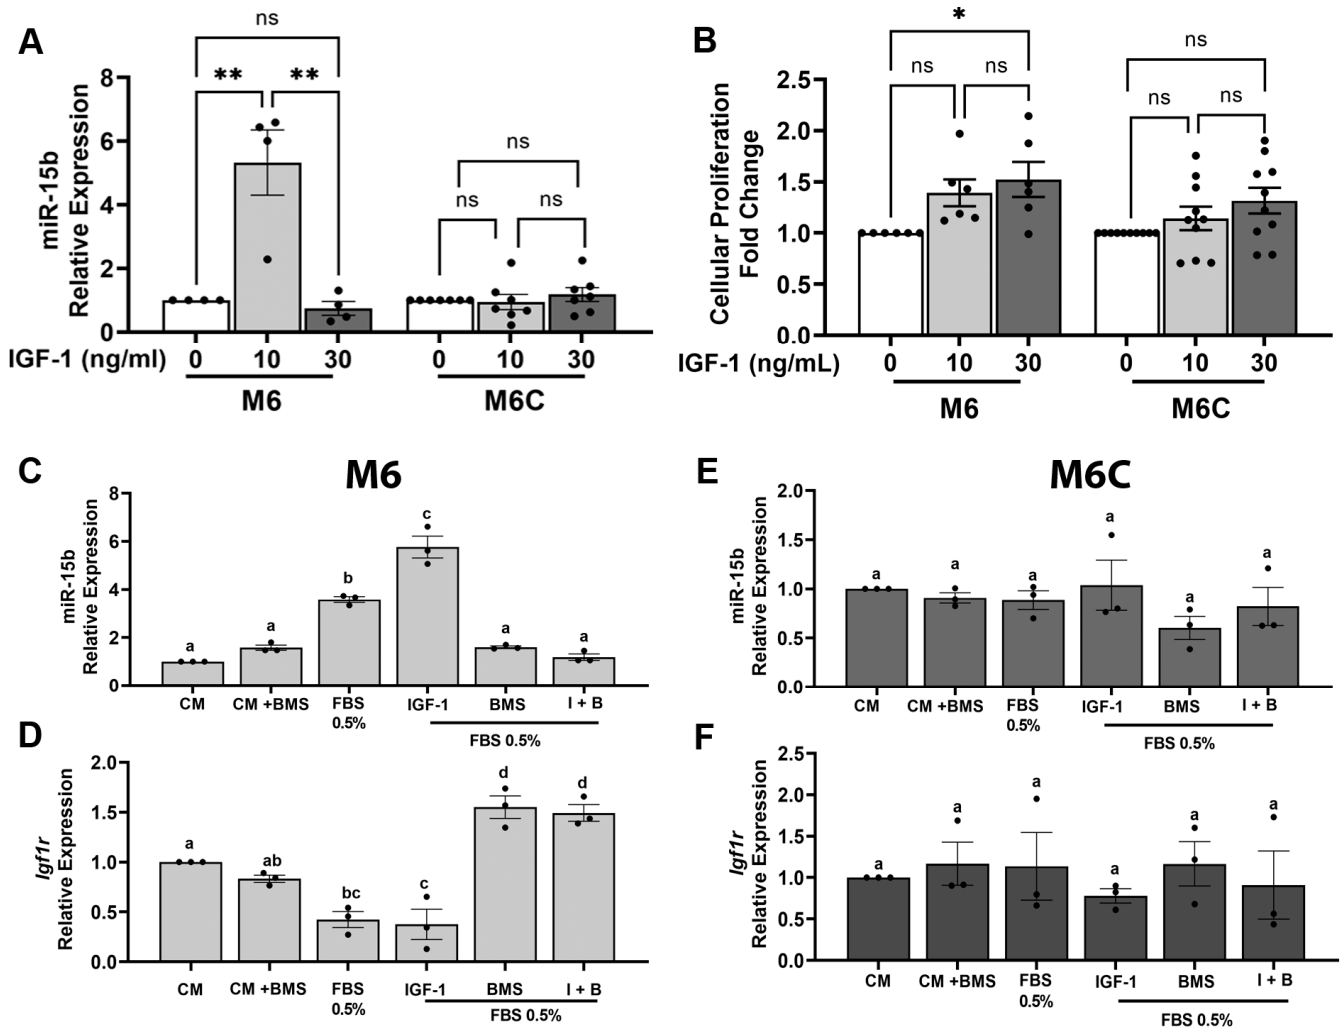 A
miR-15b
Relative Expression
8
6
4
2
0
ns
** **
ns
ns ns
IGF-1 (ng/ml) 0 10 30 0 10 30
M6 M6C
B
Cellular Proliferation
Fold Change
2.5
2.0
1.5
1.0
0.5
0.0
*
ns ns
ns
ns ns
IGF-1 (ng/mL) 0 10 30 0 10 30
M6 M6C
C
M6
miR-15b
Relative Expression
8
6
4
2
0
a a b c a a
CM CM +BMS FBS IGF-1 BMS I + B
0.5%
FBS 0.5%
D
Igf1r
Relative Expression
2.0
1.5
1.0
0.5
0.0
a ab bc c d d
CM CM +BMS FBS IGF-1 BMS I + B
0.5%
FBS 0.5%
E
M6C
miR-15b
Relative Expression
2.0
1.5
1.0
0.5
0.0
a a a a a a
CM CM +BMS FBS IGF-1 BMS I + B
0.5%
FBS 0.5%
F
Igf1r
Relative Expression
2.5
2.0
1.5
1.0
0.5
0.0
a a a a a a
CM CM +BMS FBS IGF-1 BMS I + B
0.5%
FBS 0.5%